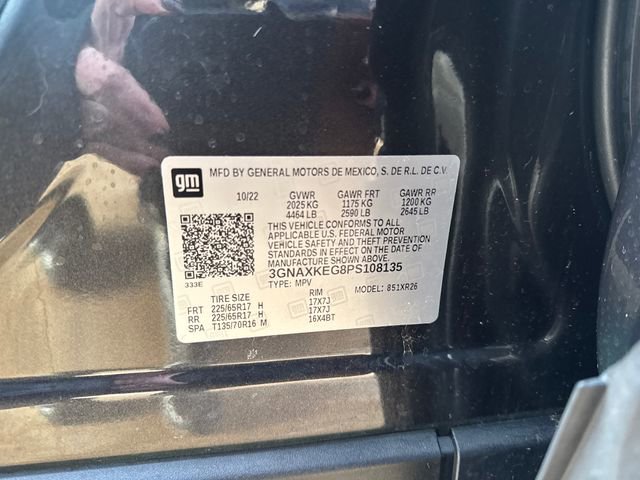 gm MFD BY GENERAL MOTORS DE MEXICO, S. DE R.L. DE C.V.
10/22 GVWR GAWR FRT GAWR RR
2025 KG 1175 KG 1200 KG
4464 LB 2590 LB 2645 LB
THIS VEHICLE CONFORMS TO ALL
APPLICABLE U.S. FEDERAL MOTOR
VEHICLE SAFETY AND THEFT PREVENTION
STANDARDS IN EFFECT ON THE DATE OF
MANUFACTURE SHOWN ABOVE.
3GNAXKEG8PS108135
333E TYPE: MPV MODEL: 851XR26
TIRE SIZE RIM
FRT 225/65R17 H 17X7J
RR 225/65R17 H 17X7J
SPA T135/70R16 M 16X4BT